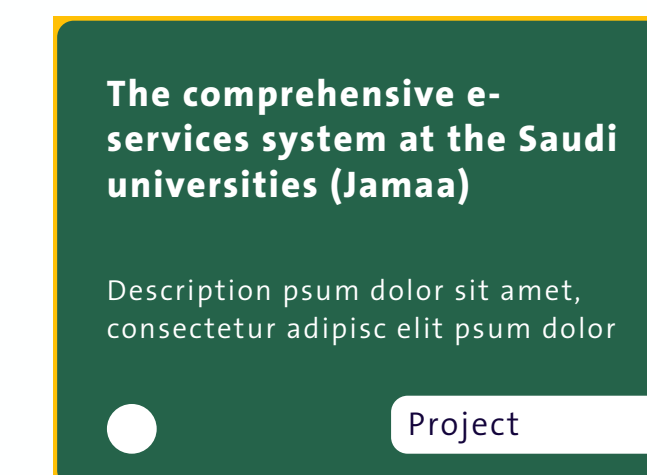 The comprehensive e-
services system at the Saudi
universities (Jamaa)
Description psum dolor sit amet,
consectetur adipisc elit psum dolor
Project